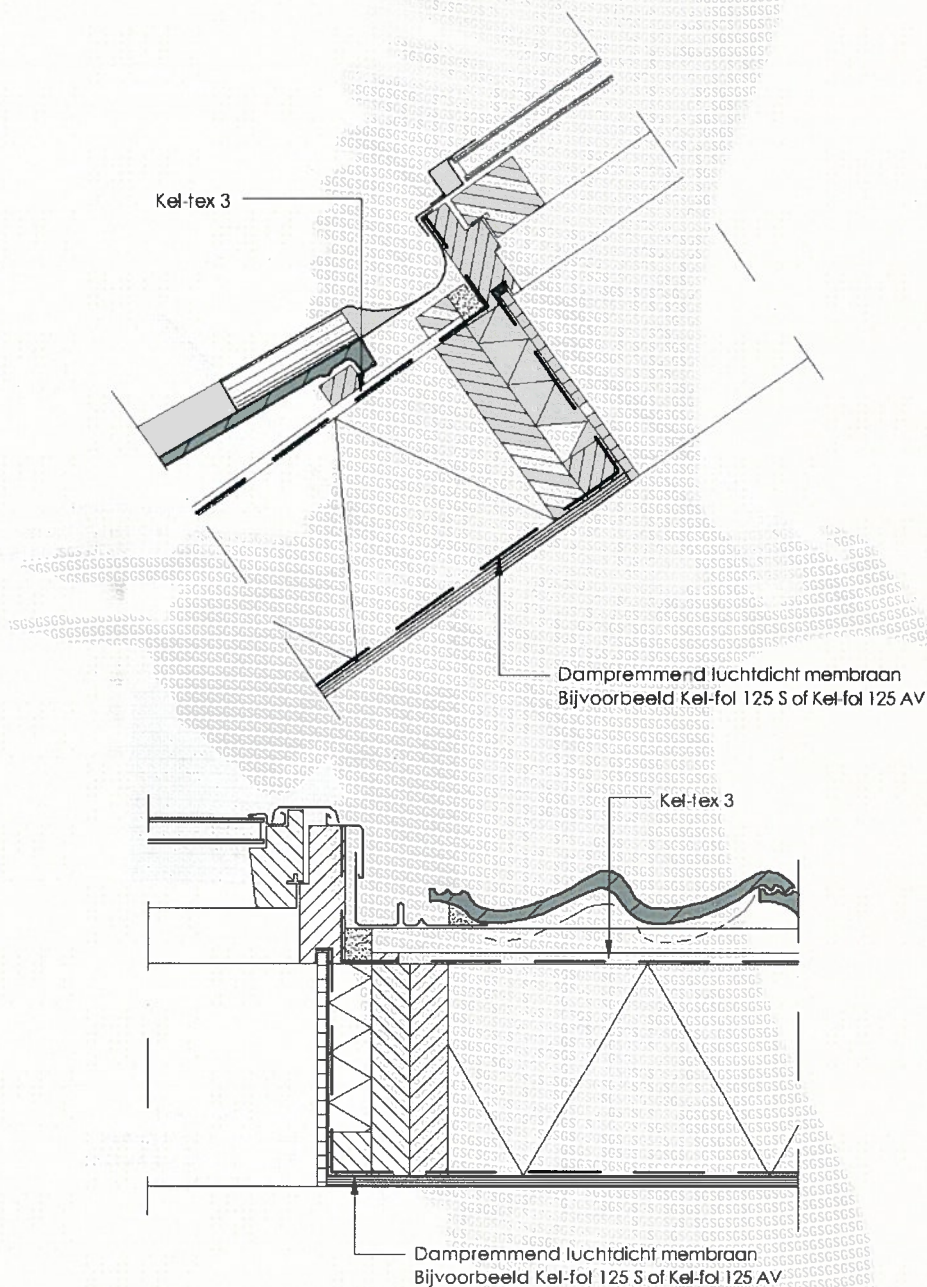 Kel-tex 3
Dampremmend luchtdicht membraan
Bijvoorbeeld Kel-fol 125 S of Kel-fol 125 AV
Kel-tex 3
Dampremmend luchtdicht membraan
Bijvoorbeeld Kel-fol 125 S of Kel-fol 125 AV